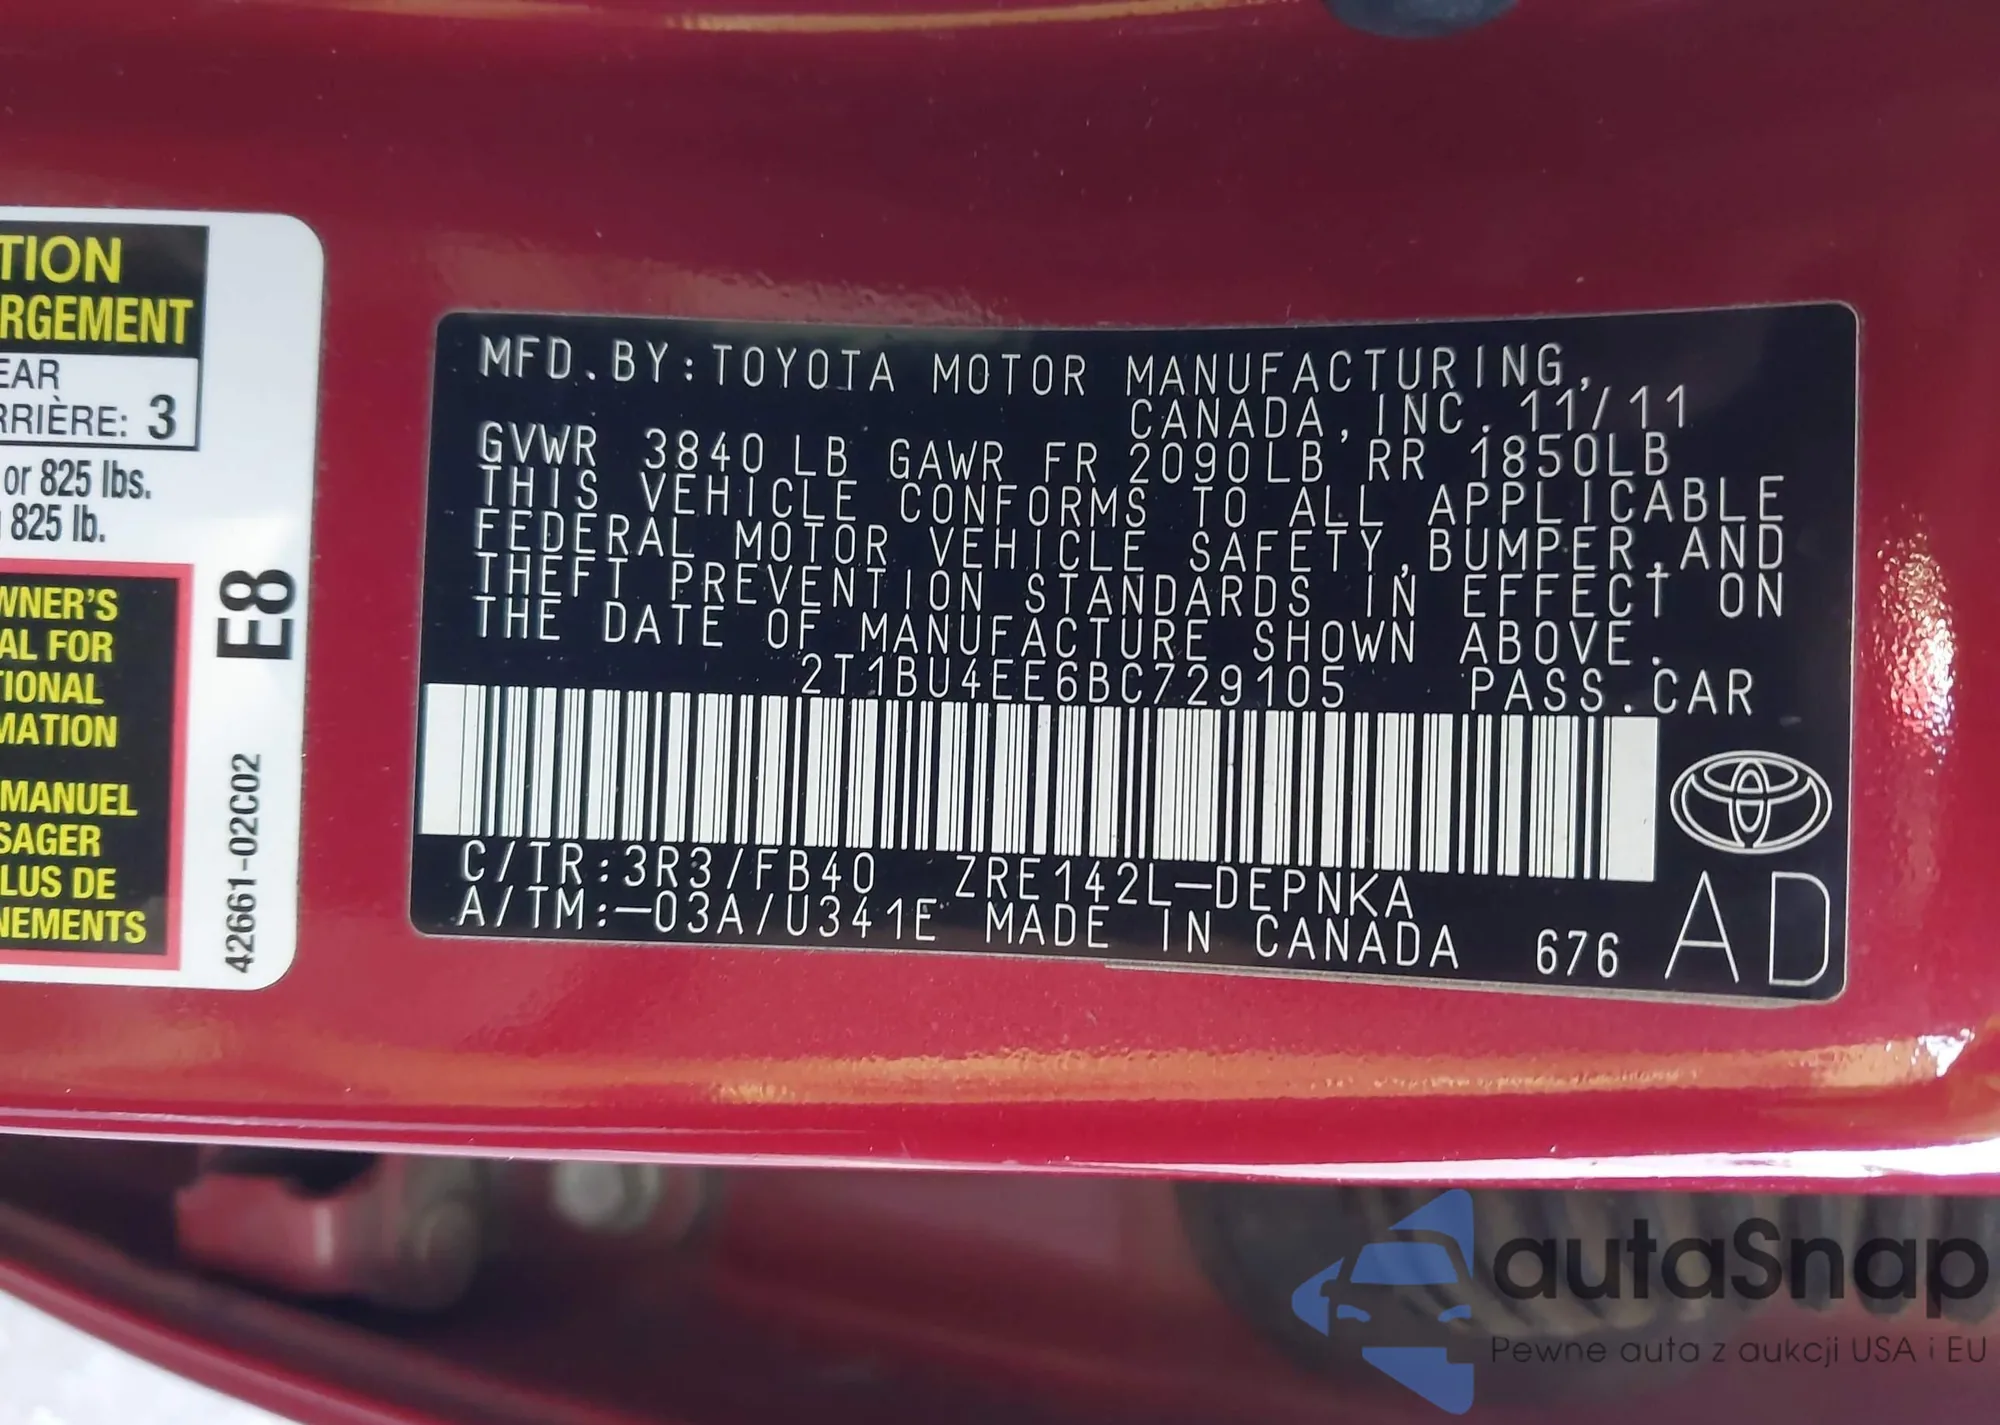 TION
RGEMENT
EAR
RRIÈRE: 3
or 825 lbs.
825 lb.
WNER'S
AL FOR
TIONAL
MATION
MANUEL
SAGER
LUS DE
NEMENTS
E8
42661-02C02
MFD.BY:TOYOTA MOTOR MANUFACTURING,
CANADA,INC. 11/11
GVWR 3840 LB GAWR FR 2090LB RR 1850LB
THIS VEHICLE CONFORMS TO ALL APPLICABLE
FEDERAL MOTOR VEHICLE SAFETY,BUMPER,AND
THEFT PREVENTION STANDARDS IN EFFECT ON
THE DATE OF MANUFACTURE SHOWN ABOVE.
2T1BU4EE6BC729105 PASS.CAR
C/TR:3R3/FB40 ZRE142L-DEPNKA
A/TM:-03A/U341E MADE IN CANADA 676
AD
autaSnap
Pewne auta z aukcji USA i EU